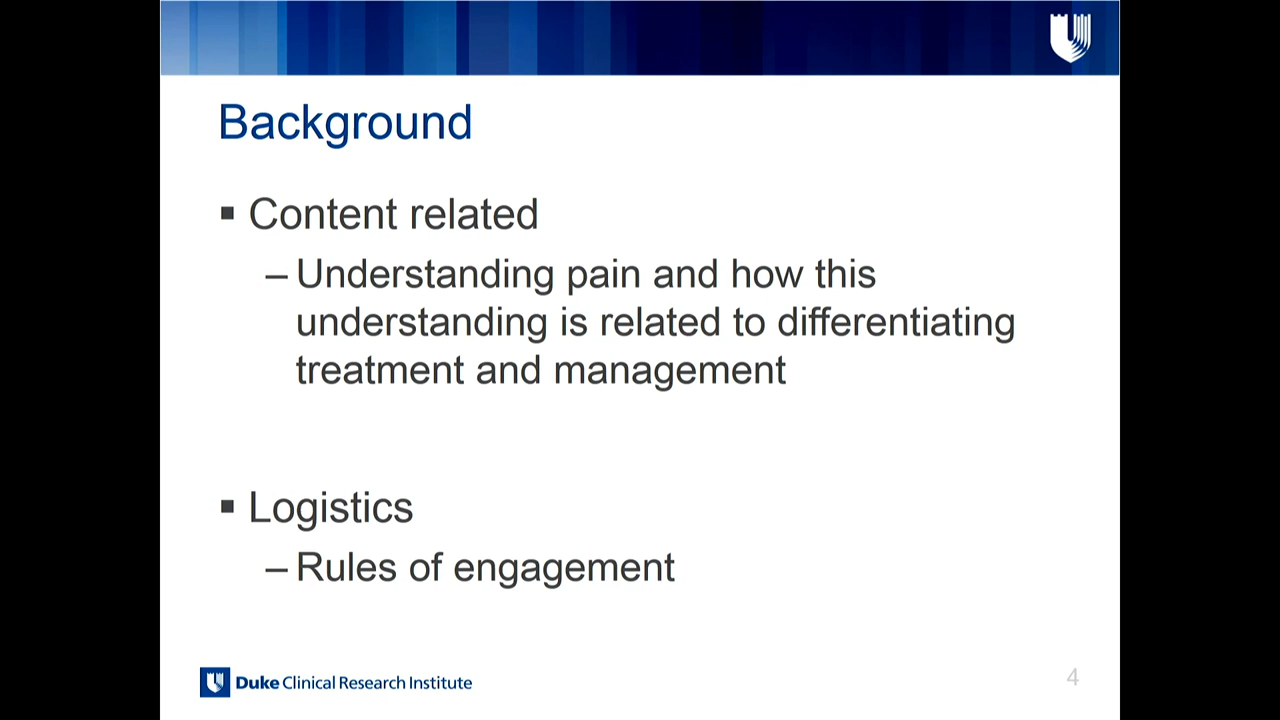 Background
▪ Content related
– Understanding pain and how this
understanding is related to differentiating
treatment and management
▪ Logistics
– Rules of engagement
Duke Clinical Research Institute
4